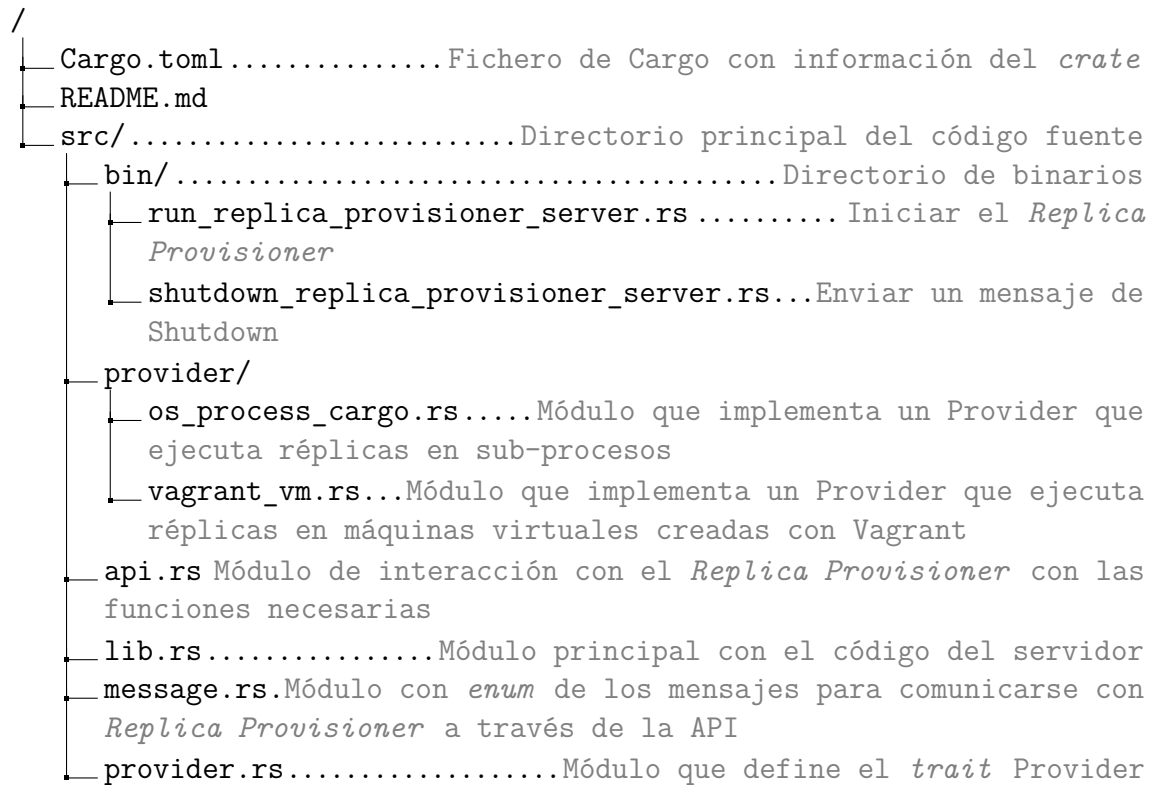 /
Cargo.toml...............Fichero de Cargo con información del crate
README.md
src/...........................Directorio principal del código fuente
bin/..........................................Directorio de binarios
run_replica_provisioner_server.rs..........Iniciar el Replica
Provisioner
shutdown_replica_provisioner_server.rs...Enviar un mensaje de
Shutdown
provider/
os_process_cargo.rs.....Módulo que implementa un Provider que
ejecuta réplicas en sub-procesos
vagrant_vm.rs...Módulo que implementa un Provider que ejecuta
réplicas en máquinas virtuales creadas con Vagrant
api.rs Módulo de interacción con el Replica Provisioner con las
funciones necesarias
lib.rs................Módulo principal con el código del servidor
message.rs.Módulo con enum de los mensajes para comunicarse con
Replica Provisioner a través de la API
provider.rs...................Módulo que define el trait Provider